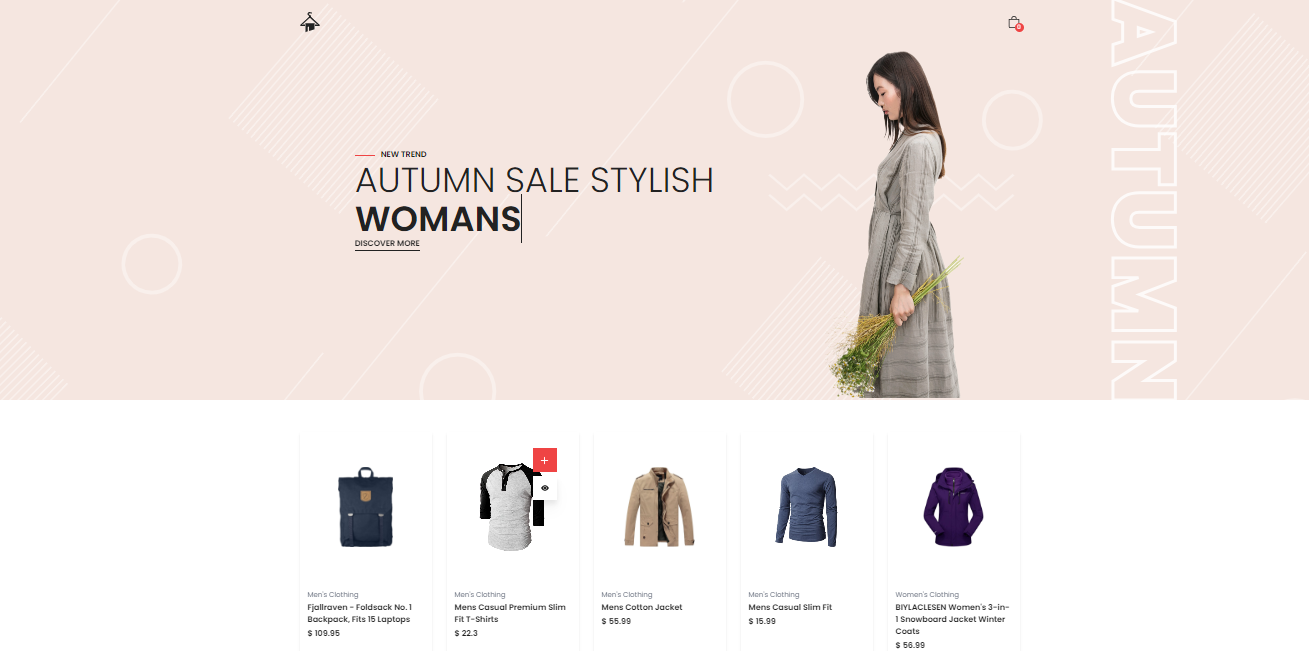 0
AUTUMN
NEW TREND
AUTUMN SALE STYLISH
WOMANS
DISCOVER MORE
Men's Clothing
Fjallraven - Foldsack No. 1
Backpack, Fits 15 Laptops
$ 109.95
Men's Clothing
Mens Casual Premium Slim
Fit T-Shirts
$ 22.3
Men's Clothing
Mens Cotton Jacket
$ 55.99
Men's Clothing
Mens Casual Slim Fit
$ 15.99
Women's Clothing
BIYLACLESEN Women's 3-in-
1 Snowboard Jacket Winter
Coats
$ 56.99